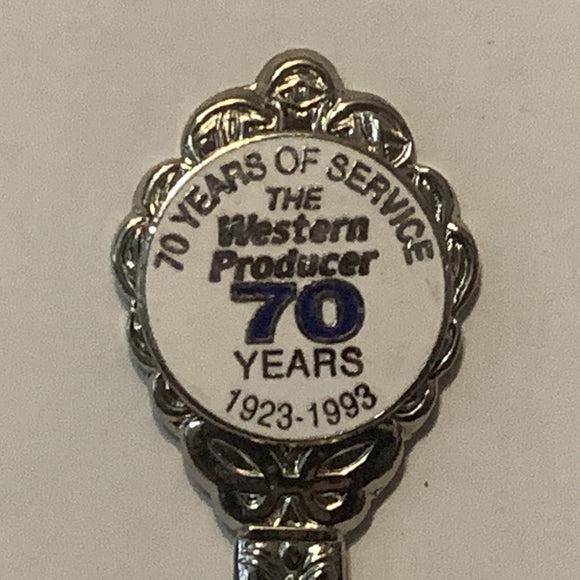 70 YEARS OF SERVICE
THE
Western
Producer
70
YEARS
1923-1993